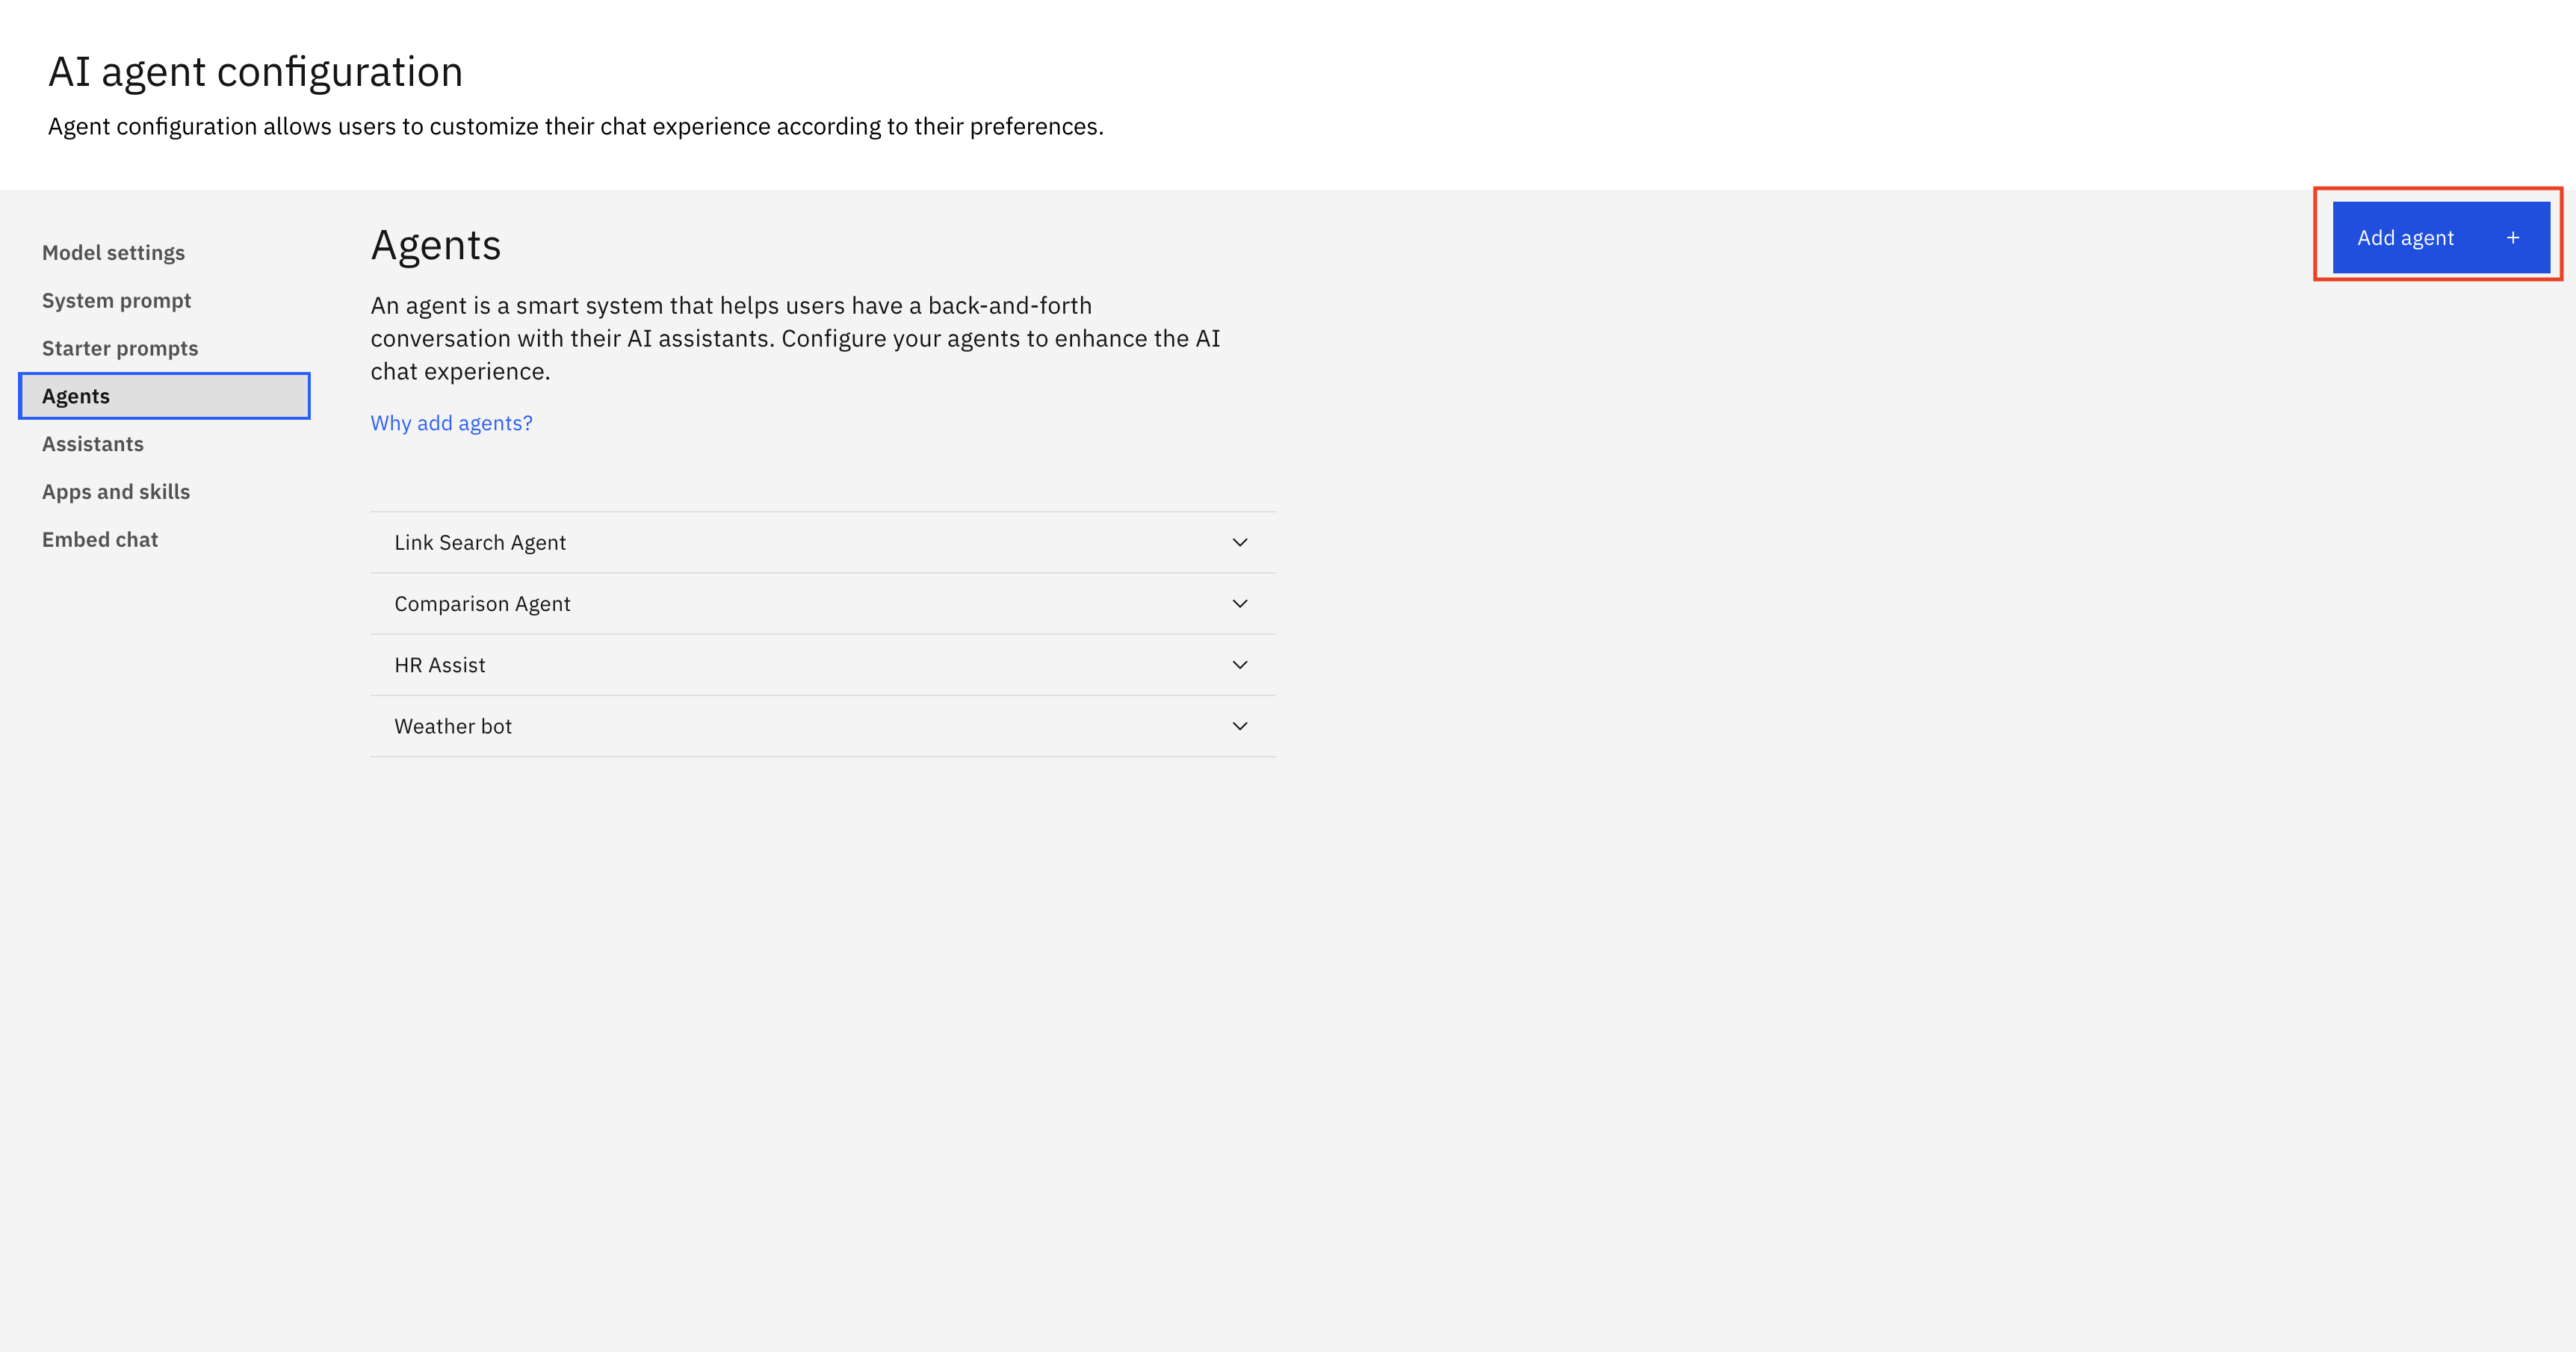 AI agent configuration
Agent configuration allows users to customize their chat experience according to their preferences.
Model settings
System prompt
Starter prompts
Agents
Assistants
Apps and skills
Embed chat
Agents
An agent is a smart system that helps users have a back-and-forth
conversation with their AI assistants. Configure your agents to enhance the AI
chat experience.
Why add agents?
Link Search Agent
Comparison Agent
HR Assist
Weather bot
Add agent +